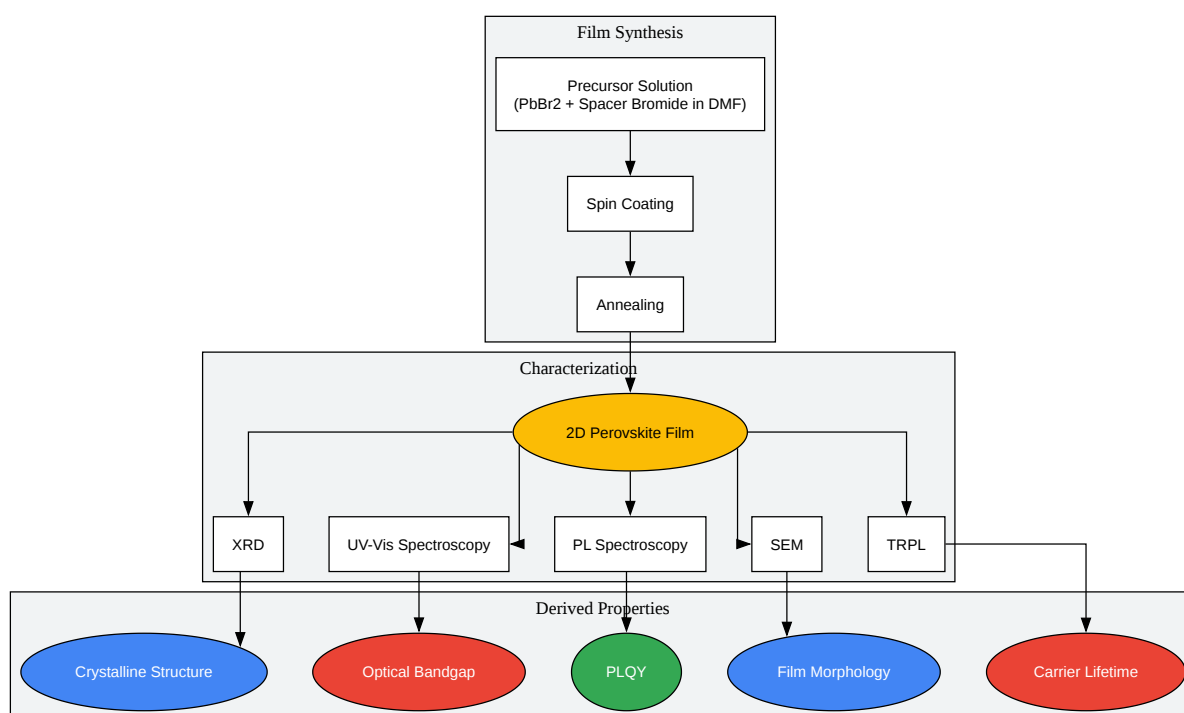 Film Synthesis
Precursor Solution
(PbBr2 + Spacer Bromide in DMF)
Spin Coating
Annealing
Characterization
2D Perovskite Film
XRD
UV-Vis Spectroscopy
PL Spectroscopy
SEM
TRPL
Derived Properties
Crystalline Structure
Optical Bandgap
PLQY
Film Morphology
Carrier Lifetime